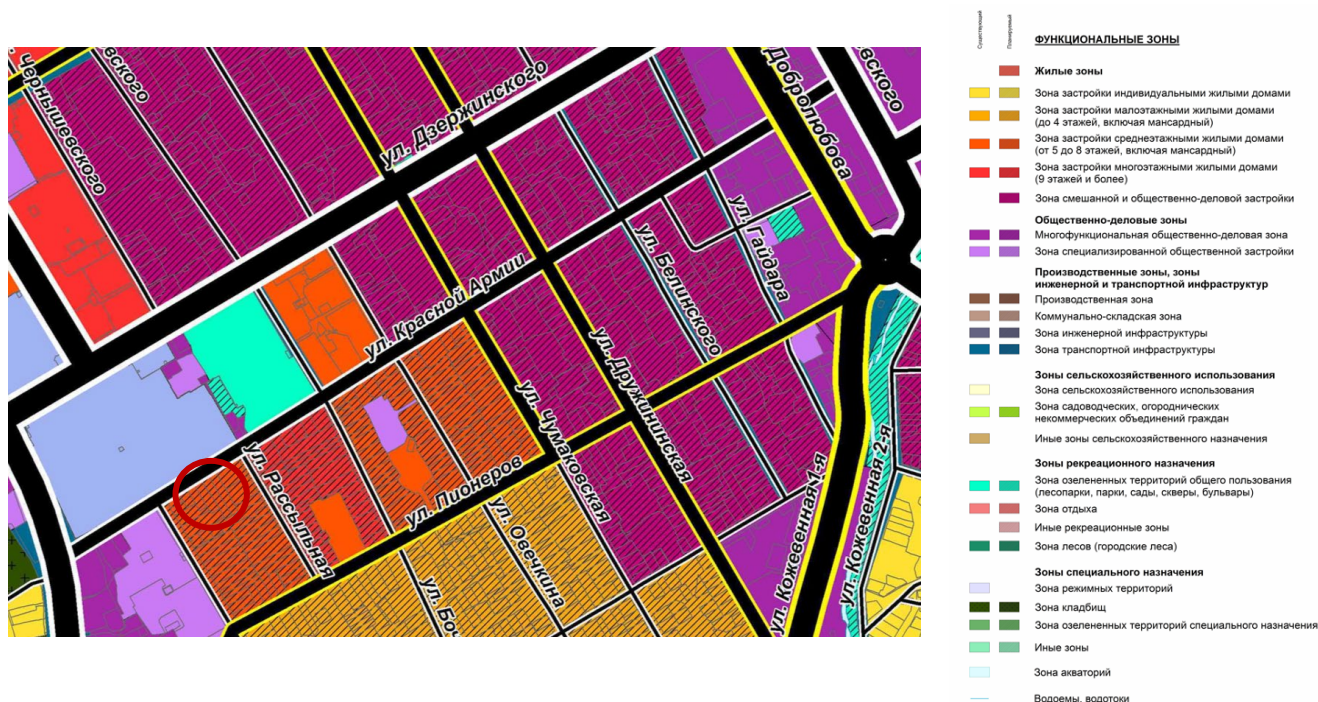 Чернышевского
вского
ул. Дзержинского
Добролюбова
овского
ул. Гайдара
ул. Белинского
ул. Красной Армии
ул. Дружининская
ул. Чумаковская
ул. Рассыльная
ул. Пионеров
ул. Овечкина
ул. Боч
ул. Кожевенная 1-я
ул. Кожевенная 2-я
Существующий
Планируемый
ФУНКЦИОНАЛЬНЫЕ ЗОНЫ
Жилые зоны
Зона застройки индивидуальными жилыми домами
Зона застройки малоэтажными жилыми домами
(до 4 этажей, включая мансардный)
Зона застройки среднеэтажными жилыми домами
(от 5 до 8 этажей, включая мансардный)
Зона застройки многоэтажными жилыми домами
(9 этажей и более)
Зона смешанной и общественно-деловой застройки
Общественно-деловые зоны
Многофункциональная общественно-деловая зона
Зона специализированной общественной застройки
Производственные зоны, зоны
инженерной и транспортной инфраструктур
Производственная зона
Коммунально-складская зона
Зона инженерной инфраструктуры
Зона транспортной инфраструктуры
Зоны сельскохозяйственного использования
Зона сельскохозяйственного использования
Зона садоводческих, огороднических
некоммерческих объединений граждан
Иные зоны сельскохозяйственного назначения
Зоны рекреационного назначения
Зона озелененных территорий общего пользования
(лесопарки, парки, сады, скверы, бульвары)
Зона отдыха
Иные рекреационные зоны
Зона лесов (городские леса)
Зоны специального назначения
Зона режимных территорий
Зона кладбищ
Зона озелененных территорий специального назначения
Иные зоны
Зона акваторий
Водоемы, водотоки